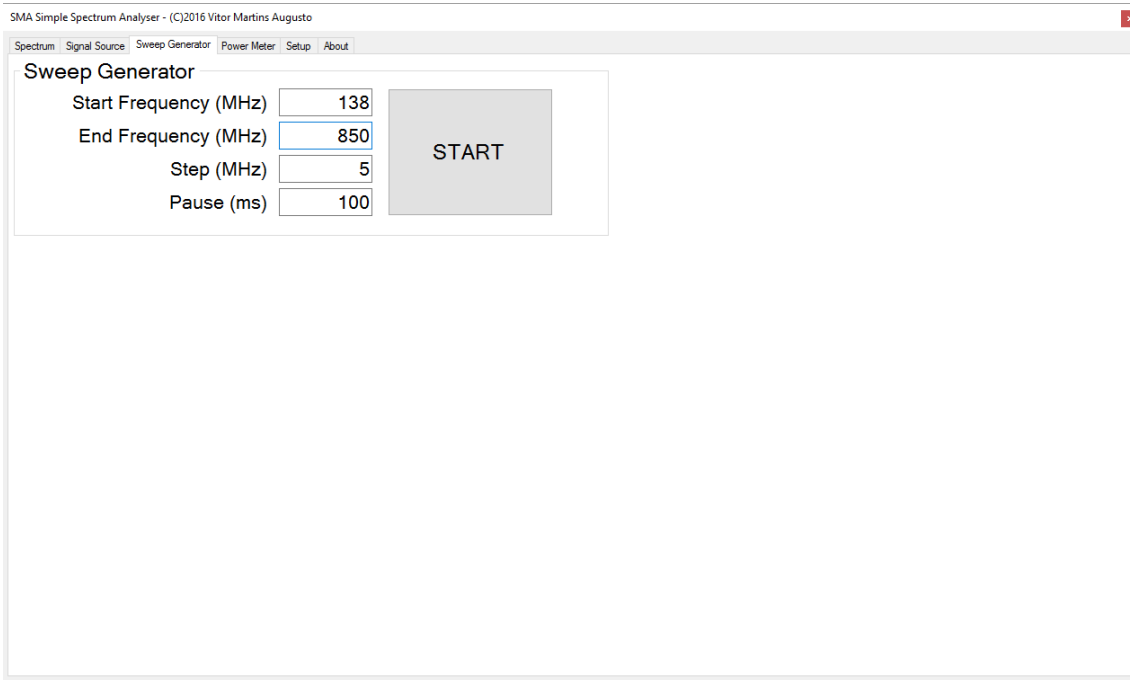 SMA Simple Spectrum Analyser - (C)2016 Vitor Martins Augusto
Spectrum Signal Source Sweep Generator Power Meter Setup About
Sweep Generator
Start Frequency (MHz) 138
End Frequency (MHz) 850
Step (MHz) 5
Pause (ms) 100
START